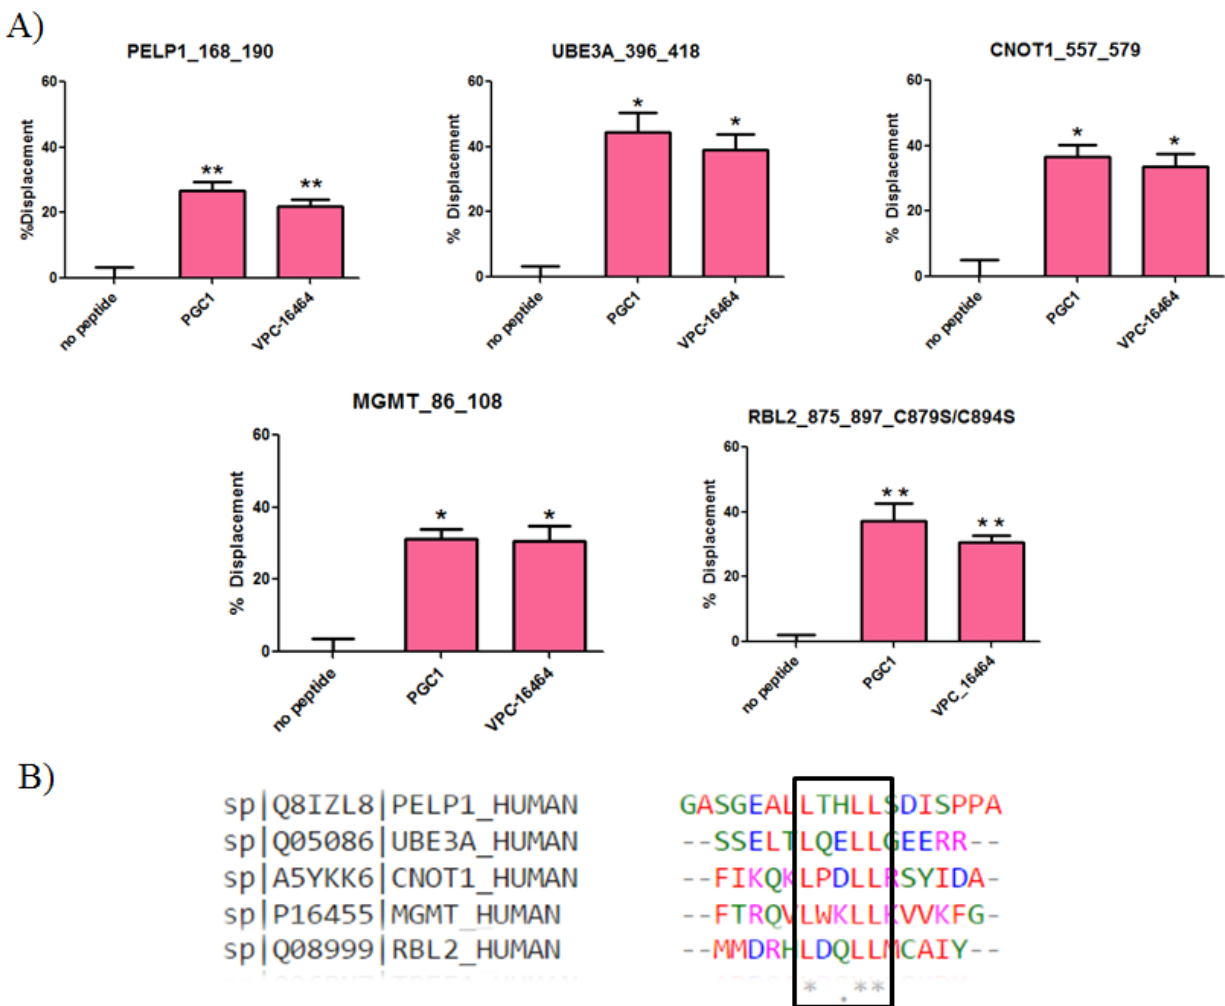 A)
PELP1_168_190
UBE3A_396_418
CNOT1_557_579
60
40
20
0
%Displacement
**
**
no peptide
PGC1
VPC-16464
60
40
20
0
% Displacement
*
*
no peptide
PGC1
VPC-16464
60
40
20
0
% Displacement
*
*
no peptide
PGC1
VPC-16464
MGMT_86_108
60
40
20
0
% Displacement
*
*
no peptide
PGC1
VPC-16464
RBL2_875_897_C879S/C894S
60
40
20
0
% Displacement
**
**
no peptide
PGC1
VPC_16464
B)
sp|Q8IZL8|PELP1_HUMAN GASGEALLTHLLSDISPPA
sp|Q05086|UBE3A_HUMAN --SSELTLQELLGEERR--
sp|A5YKK6|CNOT1_HUMAN --FIKQKLPDLLRSYIDA-
sp|P16455|MGMT_HUMAN --FTRQVLWKLLKVVKFG-
sp|Q08999|RBL2_HUMAN --MMDRHLDQLLMCAIY--
* .**